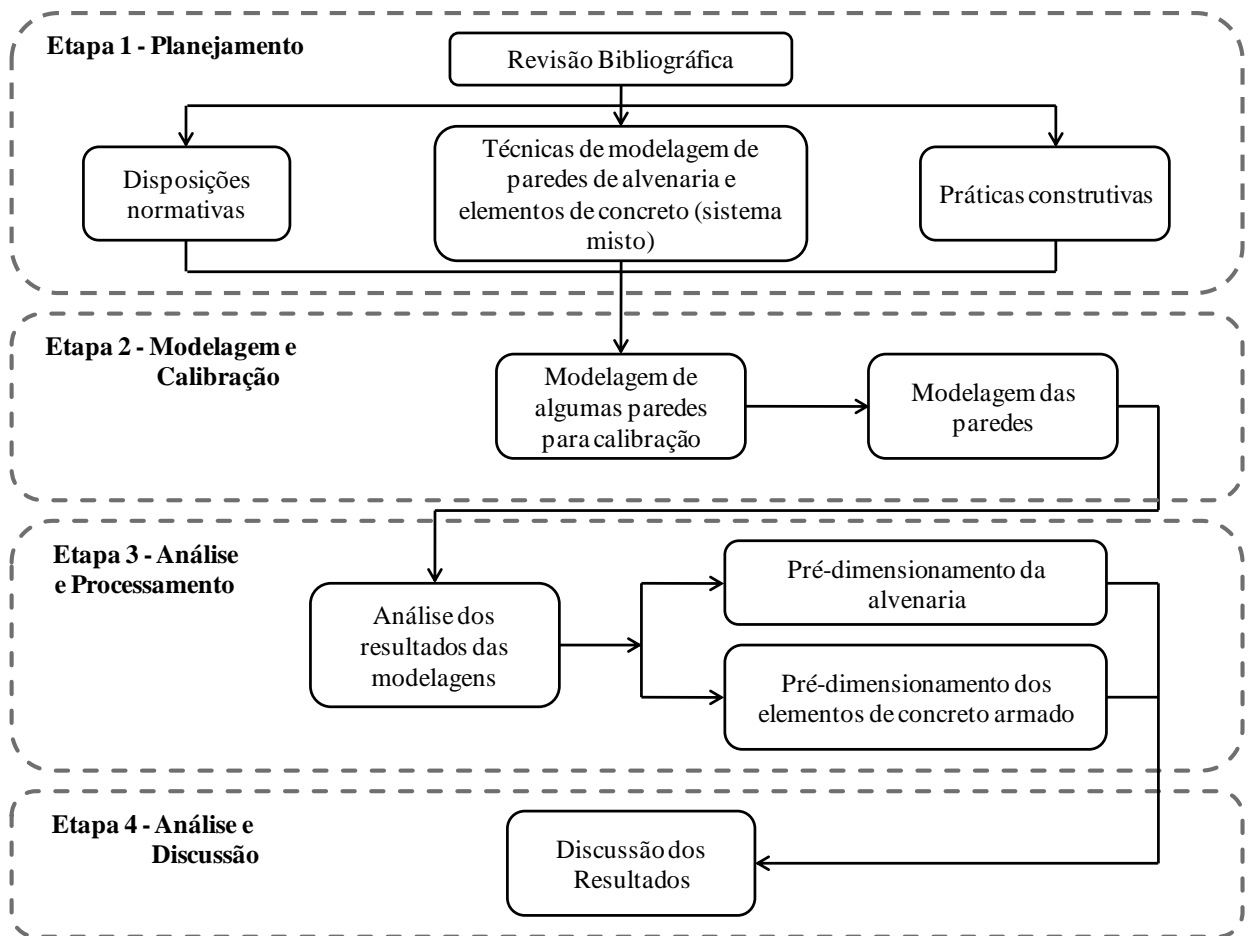 Etapa 1 - Planejamento
Revisão Bibliográfica
Disposições
normativas
Técnicas de modelagem de
paredes de alvenaria e
elementos de concreto (sistema
misto)
Práticas construtivas
Etapa 2 - Modelagem e
Calibração
Modelagem de
algumas paredes
para calibração
Modelagem das
paredes
Etapa 3 - Análise
e Processamento
Análise dos
resultados das
modelagens
Pré-dimensionamento da
alvenaria
Pré-dimensionamento dos
elementos de concreto armado
Etapa 4 - Análise e
Discussão
Discussão dos
Resultados